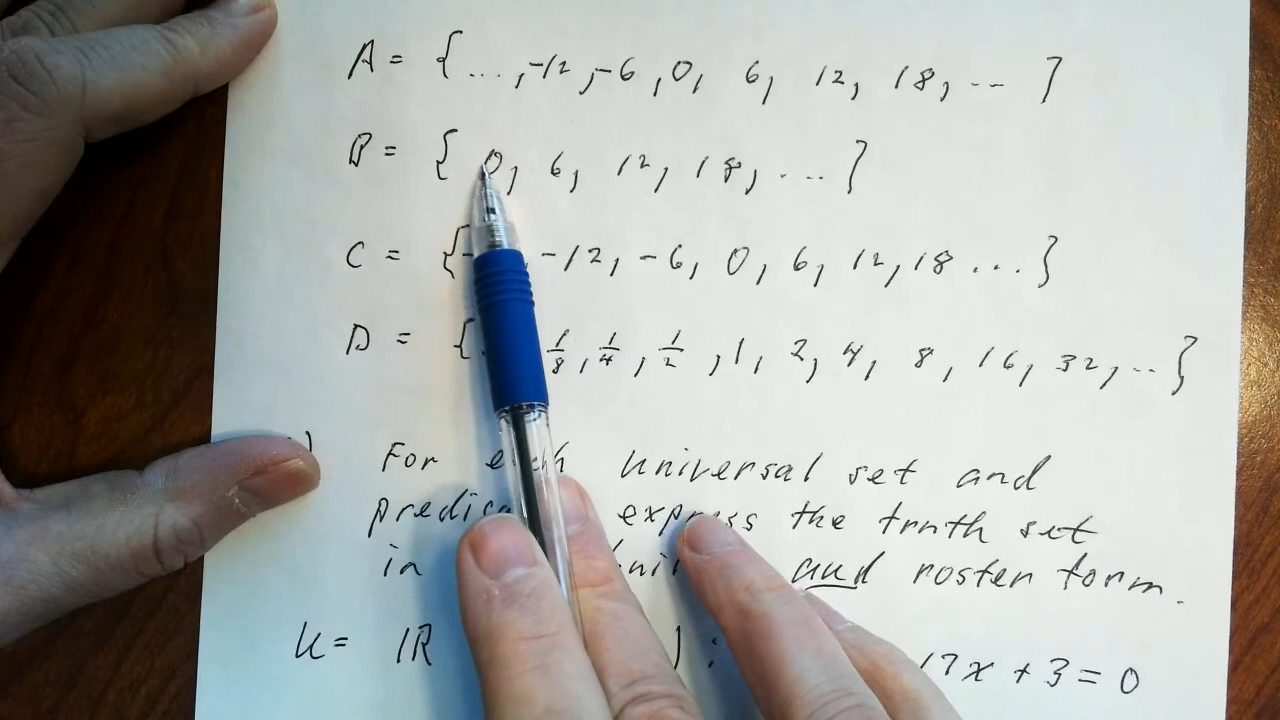 A = { ..., -12, -6, 0, 6, 12, 18, ... }
B = { 0, 6, 12, 18, ... }
C = { -12, -6, 0, 6, 12, 18 ... }
D = { 1/8, 1/4, 1/2, 1, 2, 4, 8, 16, 32, ... }
) For each universal set and
express the truth set
in and roster form.
U = IR ) : 17x + 3 = 0